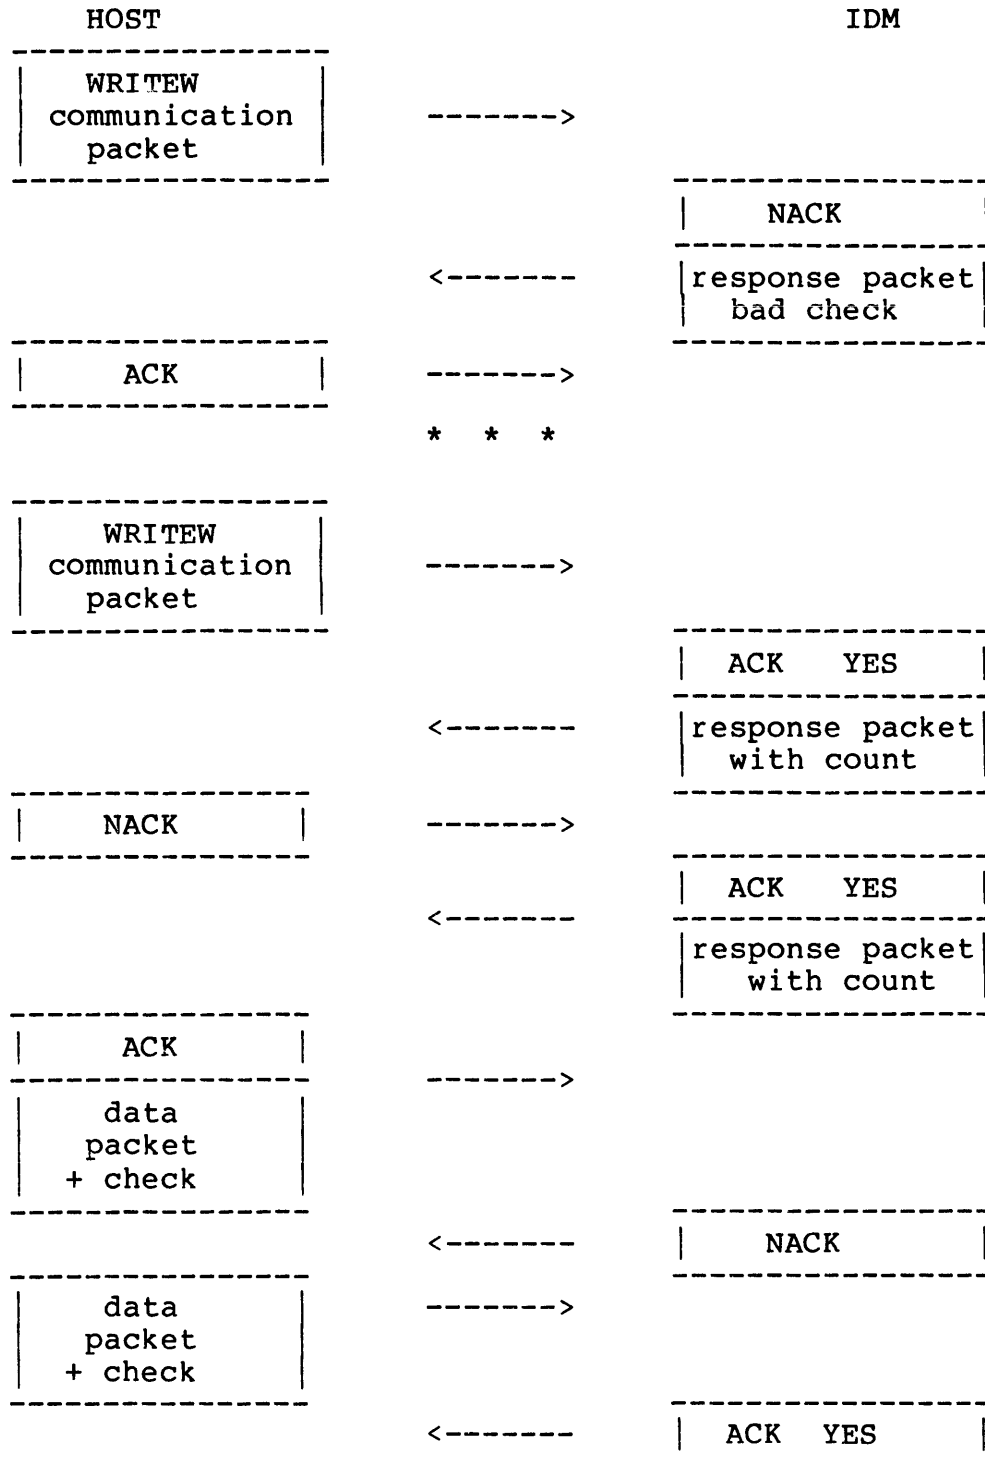 HOST IDM
WRITEW
communication
packet
------->
NACK
<-------
response packet
bad check
ACK
------->
* * *
WRITEW
communication
packet
------->
ACK YES
<-------
response packet
with count
NACK
------->
ACK YES
<-------
response packet
with count
ACK
------->
data
packet
+ check
<-------
NACK
data
packet
+ check
------->
<-------
ACK YES